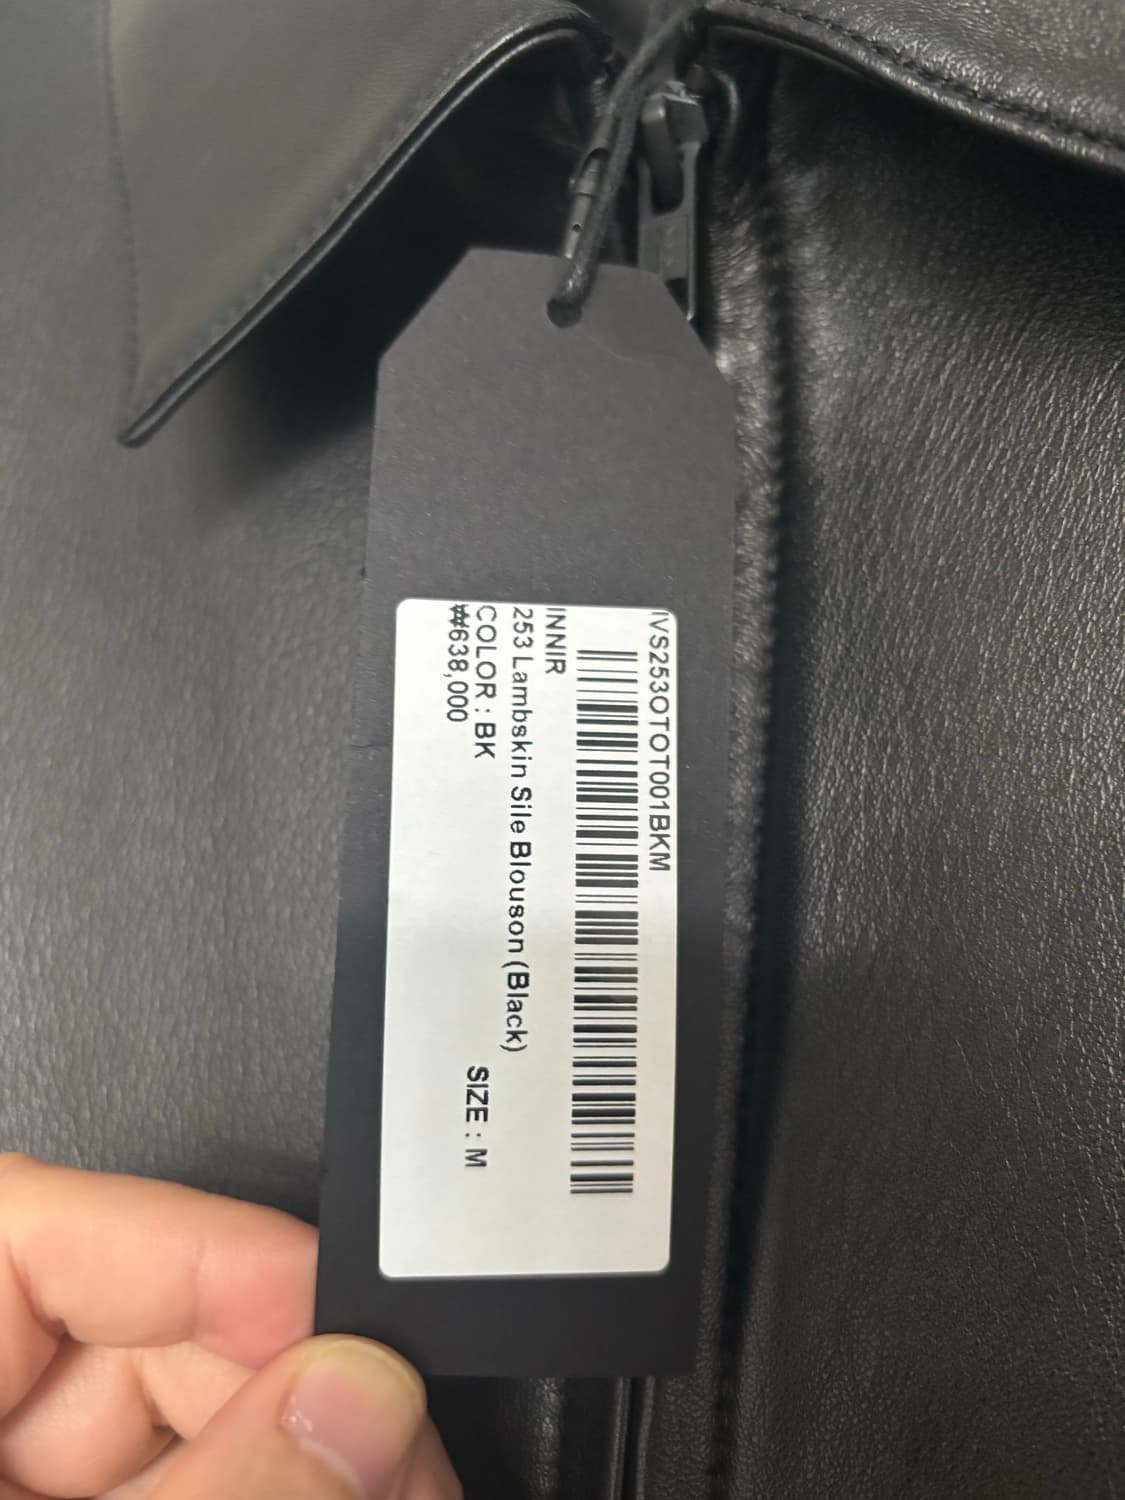 IVS253OTOT001BKM
INNIR
253 Lambskin Sile Blouson (Black)
COLOR : BK SIZE : M
₩638,000